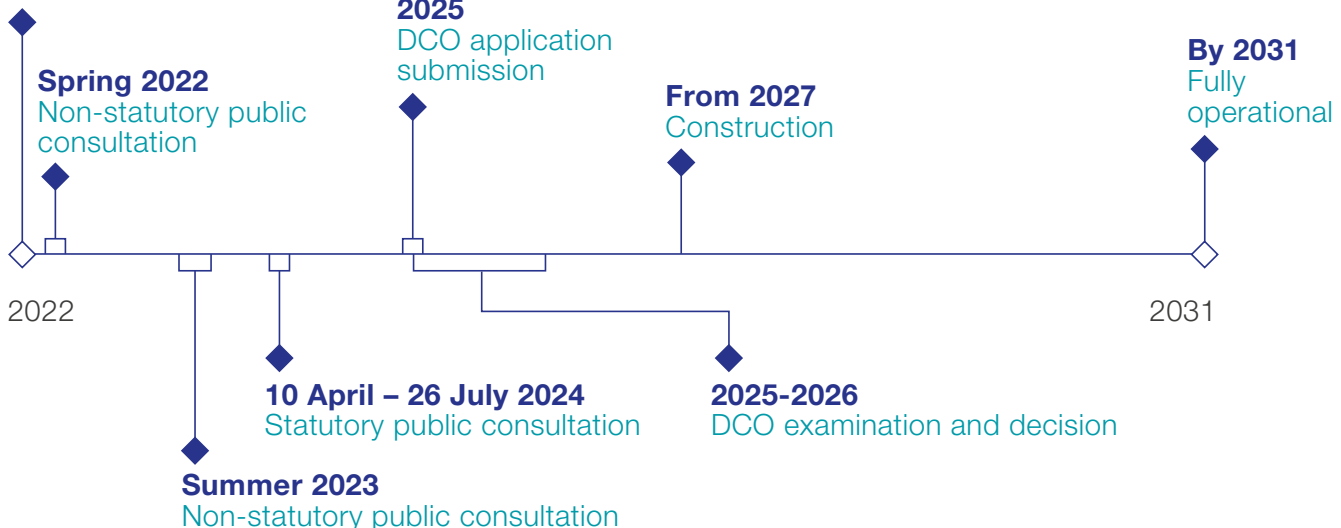 2025
DCO application
submission
By 2031
Fully
operational
Spring 2022
Non-statutory public
consultation
From 2027
Construction
2022
2031
10 April – 26 July 2024
Statutory public consultation
2025-2026
DCO examination and decision
Summer 2023
Non-statutory public consultation